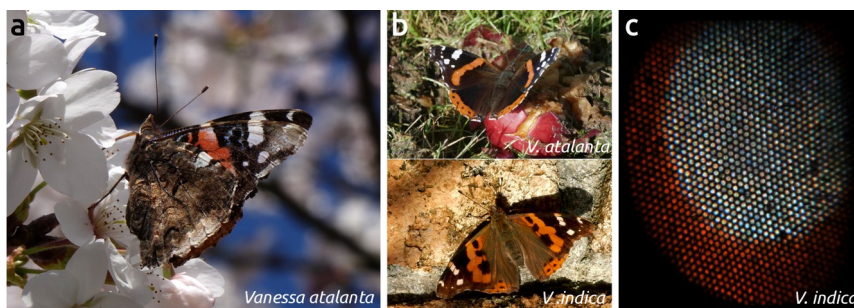 a
Vanessa atalanta
b
V. atalanta
V. indica
c
V. indica